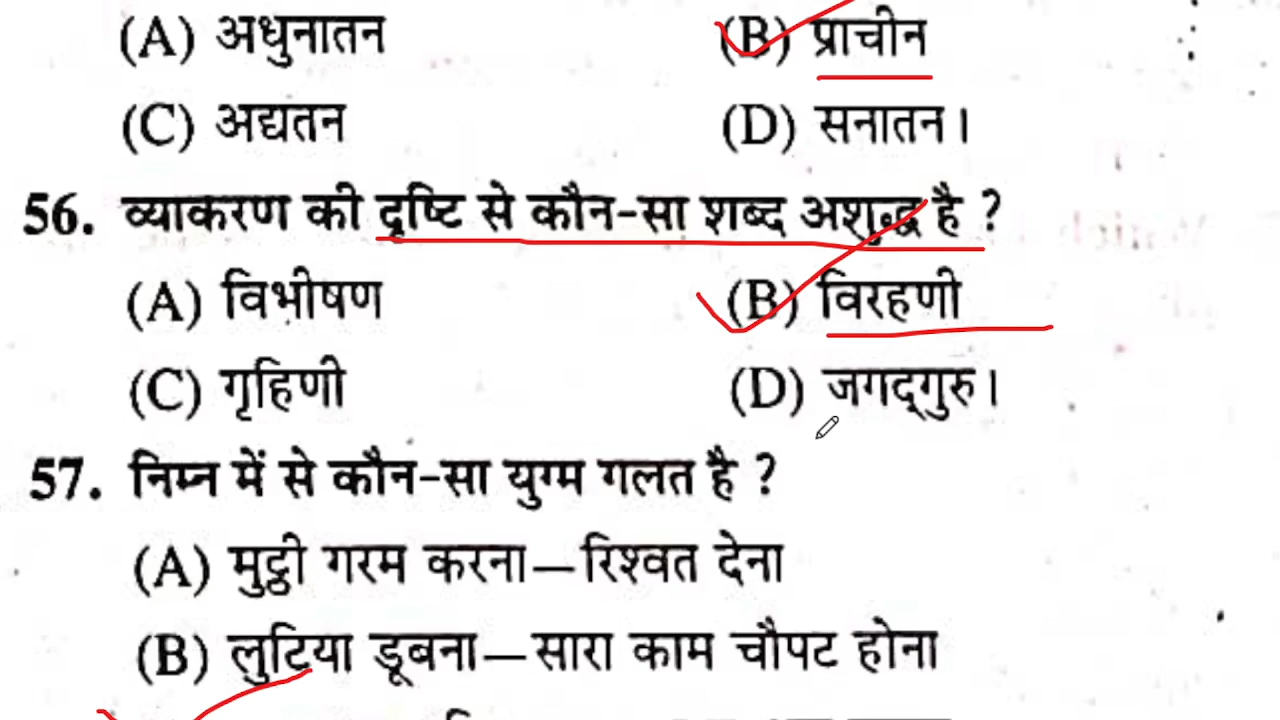 (A) अधुनातन (B) प्राचीन
(C) अद्यतन (D) सनातन।
56. व्याकरण की दृष्टि से कौन-सा शब्द अशुद्ध है ?
(A) विभीषण (B) विरहणी
(C) गृहिणी (D) जगद्‌गुरु।
57. निम्न में से कौन-सा युग्म गलत है ?
(A) मुट्ठी गरम करना—रिश्वत देना
(B) लुटिया डूबना—सारा काम चौपट होना